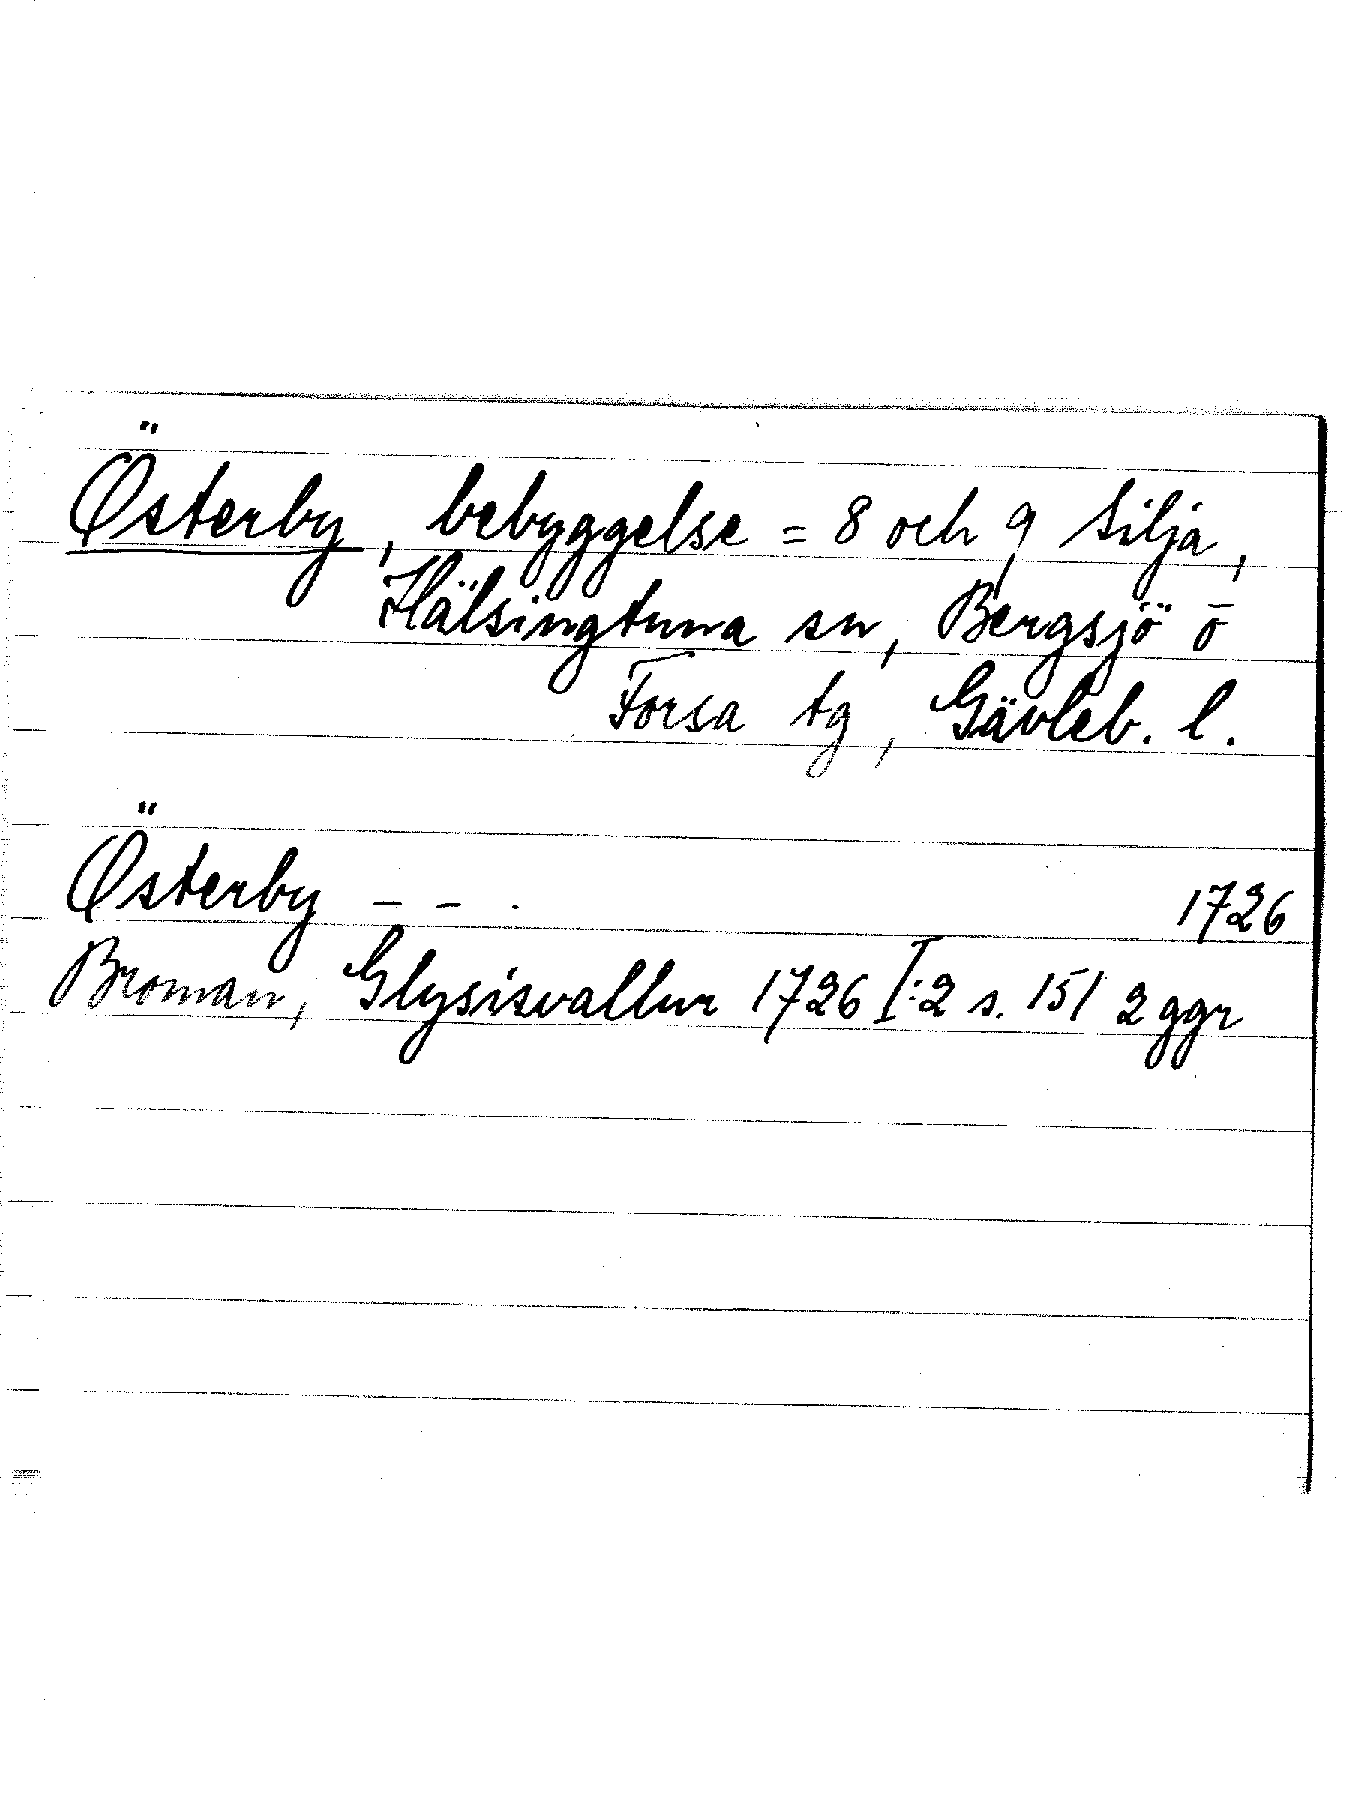 Österby, bebyggelse = 8 och 9 Silja,
Hälsingtuna sn, Bergsjö o
Forsa tg, Gävleb. l.
Österby – – . 1726
Broman, Glysisvallur 1726 I:2 s. 151 2 ggr